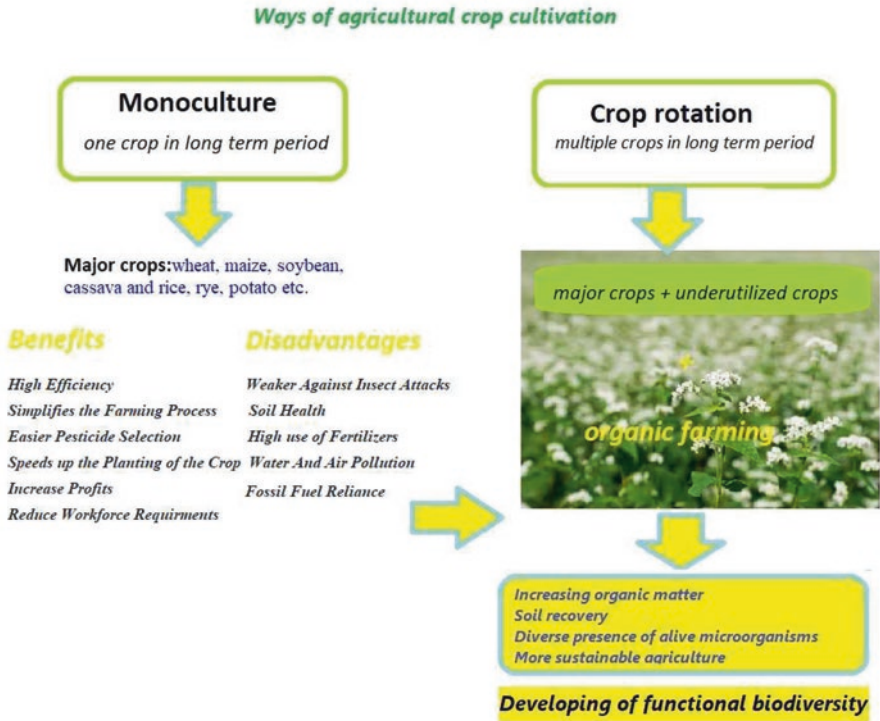 Ways of agricultural crop cultivation
Monoculture
one crop in long term period
Major crops:wheat, maize, soybean,
cassava and rice, rye, potato etc.
Benefits
High Efficiency
Simplifies the Farming Process
Easier Pesticide Selection
Speeds up the Planting of the Crop
Increase Profits
Reduce Workforce Requirments
Disadvantages
Weaker Against Insect Attacks
Soil Health
High use of Fertilizers
Water And Air Pollution
Fossil Fuel Reliance
Crop rotation
multiple crops in long term period
major crops + underutilized crops
*
organic farming
Increasing organic matter
Soil recovery
Diverse presence of alive microorganisms
More sustainable agriculture
Developing of functional biodiversity